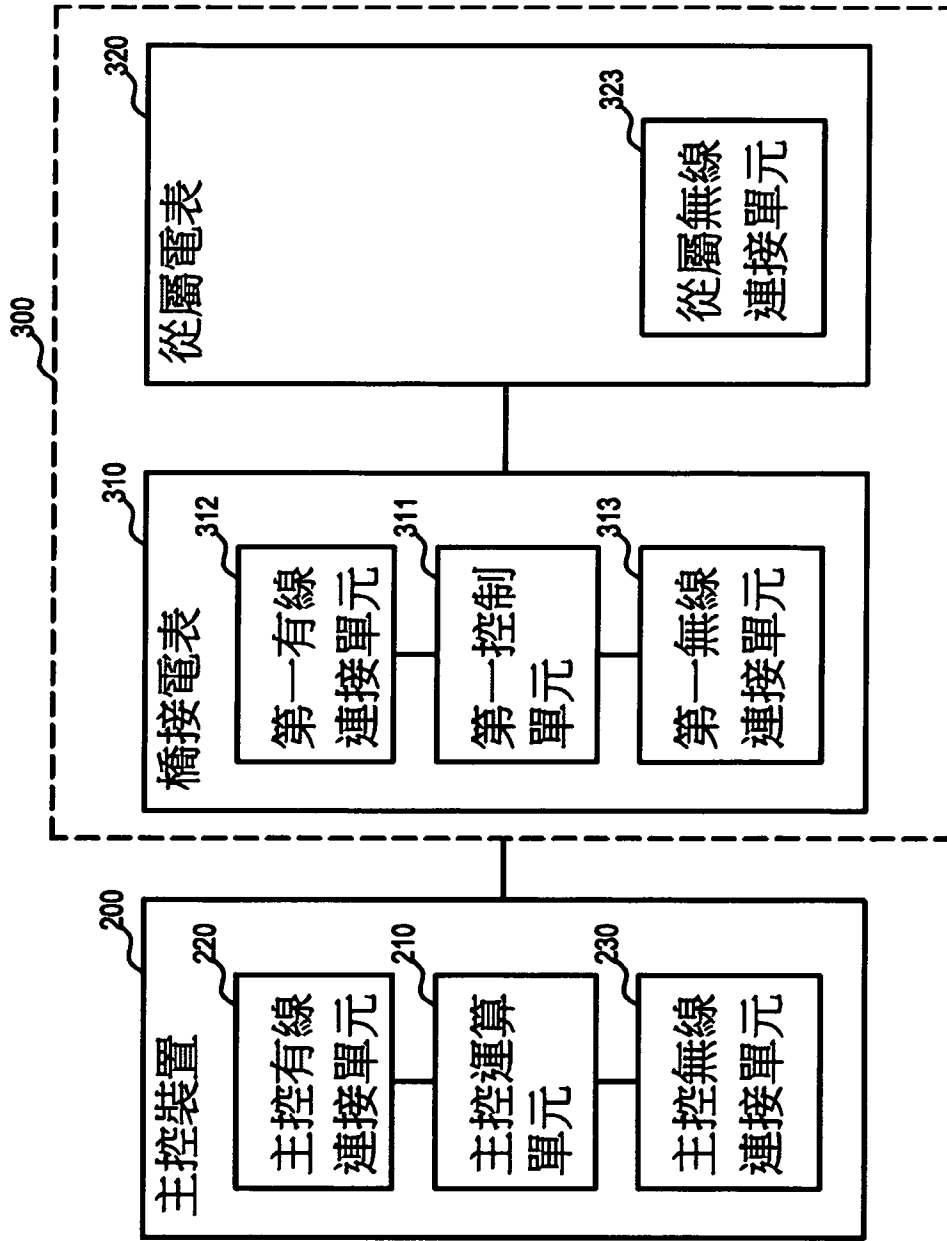 300
200
主控裝置
220
主控有線
連接單元
210
主控運算
單元
230
主控無線
連接單元
310
橋接電表
312
第一有線
連接單元
311
第一控制
單元
313
第一無線
連接單元
320
從屬電表
323
從屬無線
連接單元